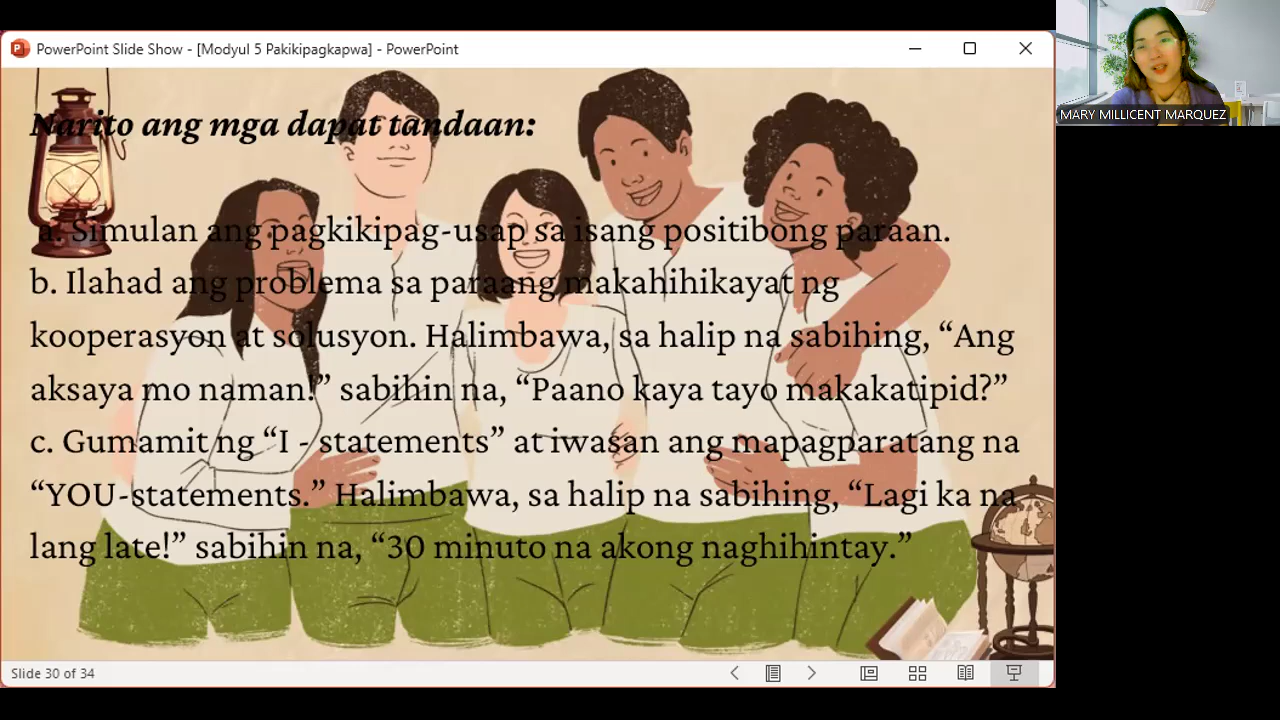 PowerPoint Slide Show - [Modyul 5 Pakikipagkapwa] - PowerPoint
MARY MILLICENT MARQUEZ
Narito ang mga dapat tandaan:
a. Simulan ang pagkikipag-usap sa isang positibong paraan.
b. Ilahad ang problema sa paraang makahihikayat ng
kooperasyon at solusyon. Halimbawa, sa halip na sabihing, “Ang
aksaya mo naman!” sabihin na, “Paano kaya tayo makakatipid?”
c. Gumamit ng “I - statements” at iwasan ang mapagparatang na
“YOU-statements.” Halimbawa, sa halip na sabihing, “Lagi ka na
lang late!” sabihin na, “30 minuto na akong naghihintay.”
Slide 30 of 34